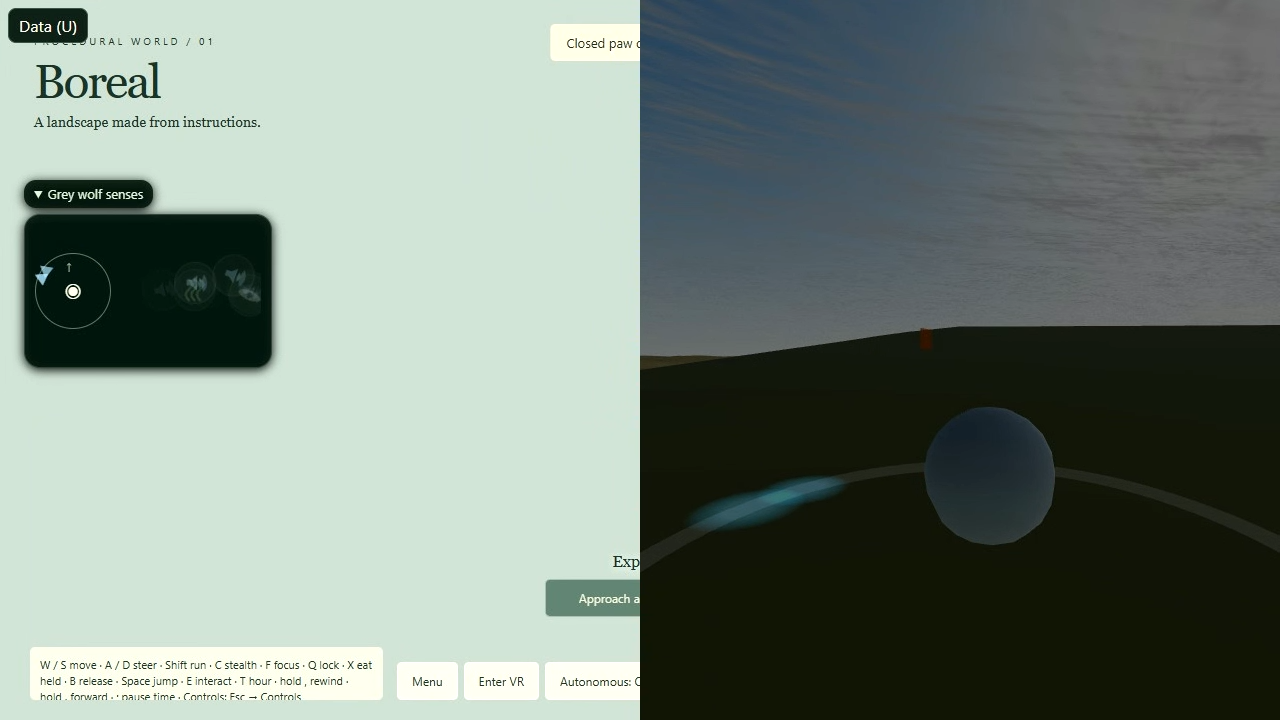 Data (U)
PROCEDURAL WORLD / 01
Boreal
A landscape made from instructions.
Closed paw
▼ Grey wolf senses
↑
Exp
Approach a
W / S move · A / D steer · Shift run · C stealth · F focus · Q lock · X eat
held · B release · Space jump · E interact · T hour · hold , rewind ·
hold . forward · ' pause time · Controls: Esc → Controls
Menu
Enter VR
Autonomous: